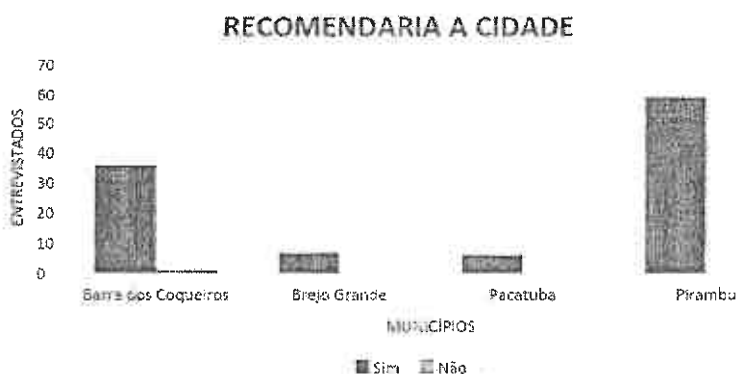 RECOMENDARIA A CIDADE
70
60
50
40
30
20
10
0
ENTREVISTADOS
Barra dos Coqueiros
Brejo Grande
Pacatuba
Pirambu
MUNICÍPIOS
Sim
Não